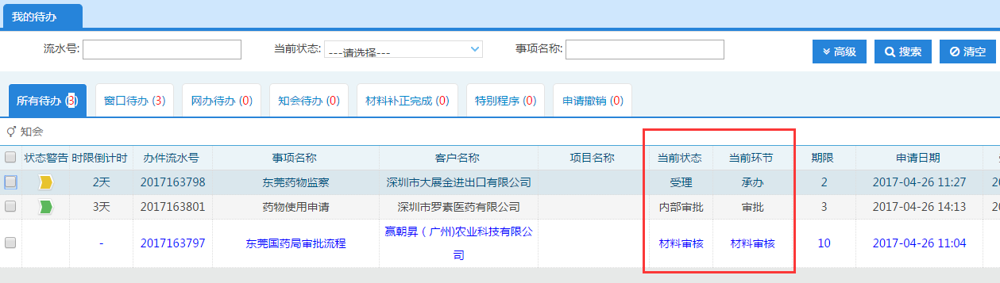 我的待办
流水号: 当前状态: ---请选择--- 事项名称: 高级 搜索 清空
所有待办 (3) 窗口待办 (3) 网办待办 (0) 知会待办 (0) 材料补正完成 (0) 特别程序 (0) 申请撤销 (0)
知会
状态警告 时限倒计时 办件流水号 事项名称 客户名称 项目名称 当前状态 当前环节 期限 申请日期
2天 2017163798 东莞药物监察 深圳市大展金进出口有限公司 受理 承办 2 2017-04-26 11:27 20
3天 2017163801 药物使用申请 深圳市罗素医药有限公司 内部审批 审批 3 2017-04-26 14:13 20
- 2017163797 东莞国药局审批流程 赢朝昇（广州)农业科技有限公 材料审核 材料审核 10 2017-04-26 11:04
司